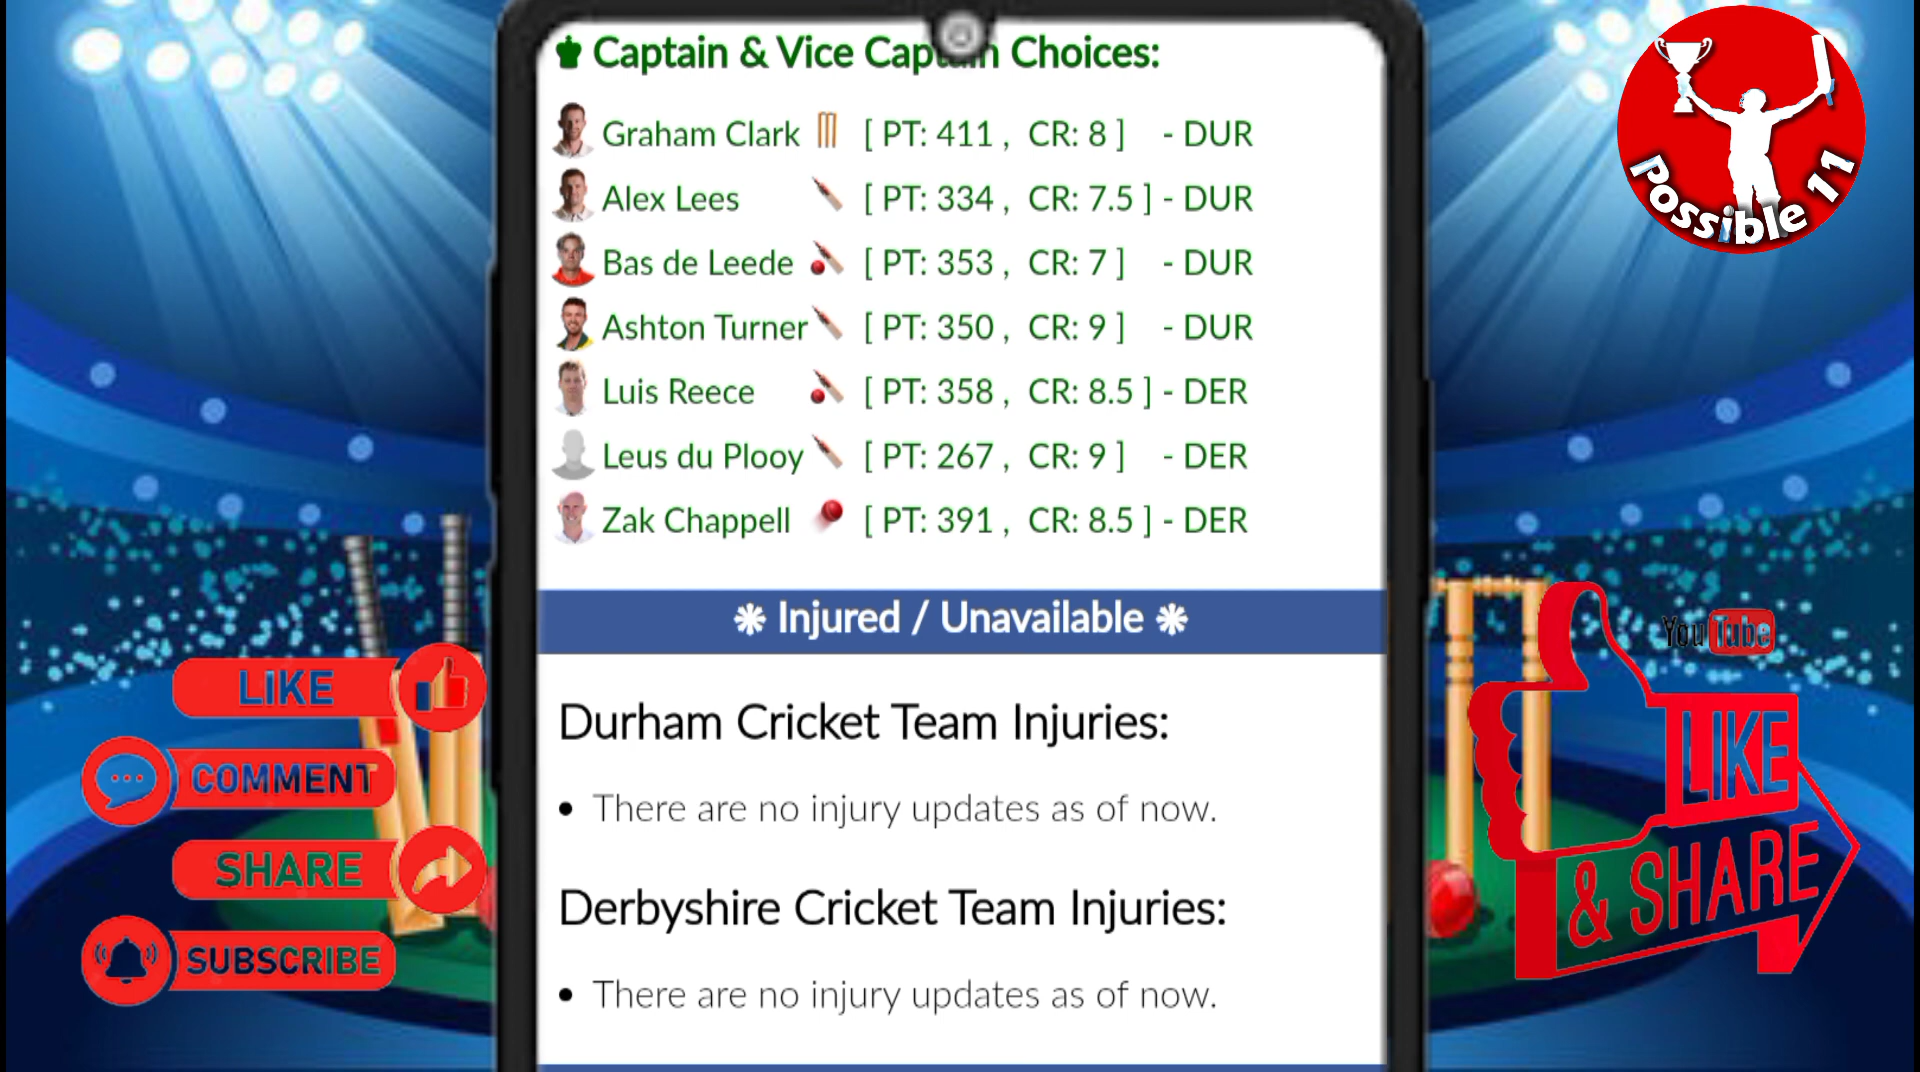 Captain & Vice Captain Choices:
Graham Clark [ PT: 411 , CR: 8 ] - DUR
Alex Lees [ PT: 334 , CR: 7.5 ] - DUR
Bas de Leede [ PT: 353 , CR: 7 ] - DUR
Ashton Turner [ PT: 350 , CR: 9 ] - DUR
Luis Reece [ PT: 358 , CR: 8.5 ] - DER
Leus du Plooy [ PT: 267 , CR: 9 ] - DER
Zak Chappell [ PT: 391 , CR: 8.5 ] - DER
❋ Injured / Unavailable ❋
Durham Cricket Team Injuries:
• There are no injury updates as of now.
Derbyshire Cricket Team Injuries:
• There are no injury updates as of now.
LIKE
COMMENT
SHARE
SUBSCRIBE
Possible 11
YouTube
LIKE
& SHARE